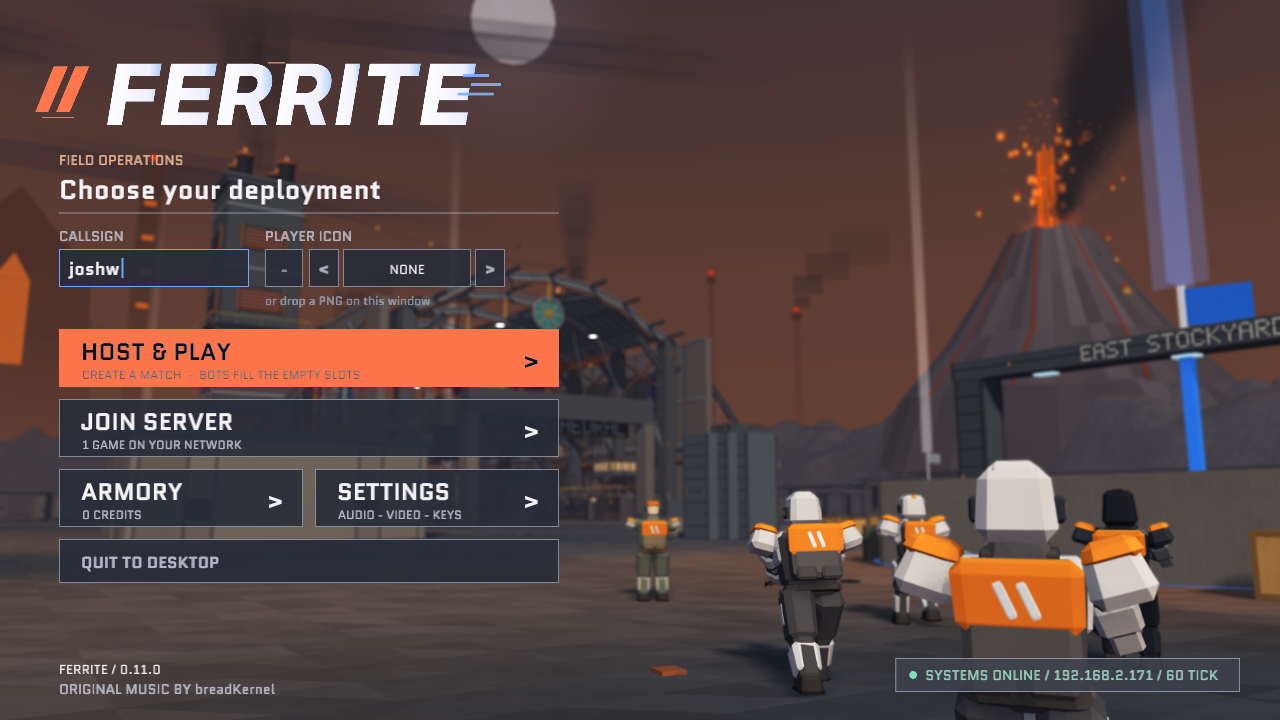 // FERRITE
FIELD OPERATIONS
Choose your deployment
CALLSIGN
PLAYER ICON
joshw
-
<
NONE
>
or drop a PNG on this window
HOST & PLAY
CREATE A MATCH - BOTS FILL THE EMPTY SLOTS
>
JOIN SERVER
1 GAME ON YOUR NETWORK
>
ARMORY
0 CREDITS
>
SETTINGS
AUDIO - VIDEO - KEYS
>
QUIT TO DESKTOP
EAST STOCKYARD
FERRITE / 0.11.0
ORIGINAL MUSIC BY breadKernel
SYSTEMS ONLINE / 192.168.2.171 / 60 TICK